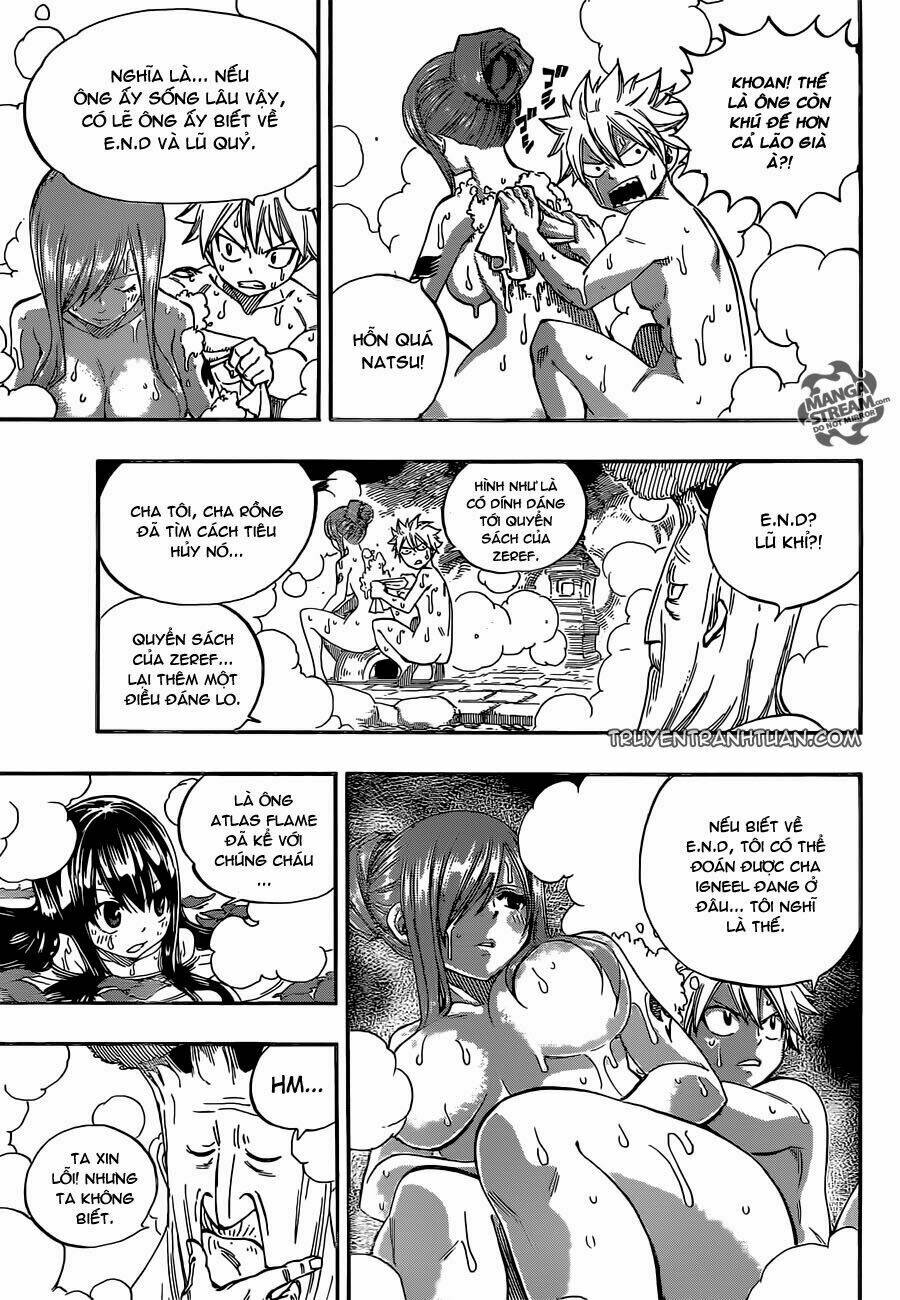 KHOAN! THẾ
LÀ ÔNG CÒN
KHÚ ĐẾ HƠN
CẢ LÃO GIÀ
À?!
HỖN QUÁ
NATSU!
NGHĨA LÀ... NẾU
ÔNG ẤY SỐNG LÂU VẬY,
CÓ LẼ ÔNG ẤY BIẾT VỀ
E.N.D VÀ LŨ QUỶ.
MANGA
STREAM.com
DO NOT MIRROR!
E.N.D?
LŨ KHỈ?!
HÌNH NHƯ LÀ
CÓ DÍNH DÁNG
TỚI QUYỂN
SÁCH CỦA
ZEREF.
CHA TÔI, CHA RỒNG
ĐÃ TÌM CÁCH TIÊU
HỦY NÓ...
QUYỂN SÁCH
CỦA ZEREF...
LẠI THÊM MỘT
ĐIỀU ĐÁNG LO.
TRUYENTRANHTUAN.COM
NẾU BIẾT VỀ
E.N.D, TÔI CÓ THỂ
ĐOÁN ĐƯỢC CHA
IGNEEL ĐANG Ở
ĐÂU... TÔI NGHĨ
LÀ THẾ.
LÀ ÔNG
ATLAS FLAME
ĐÃ KỂ VỚI
CHÚNG CHÁU
...
HM...
TA XIN
LỖI! NHƯNG
TA KHÔNG
BIẾT.